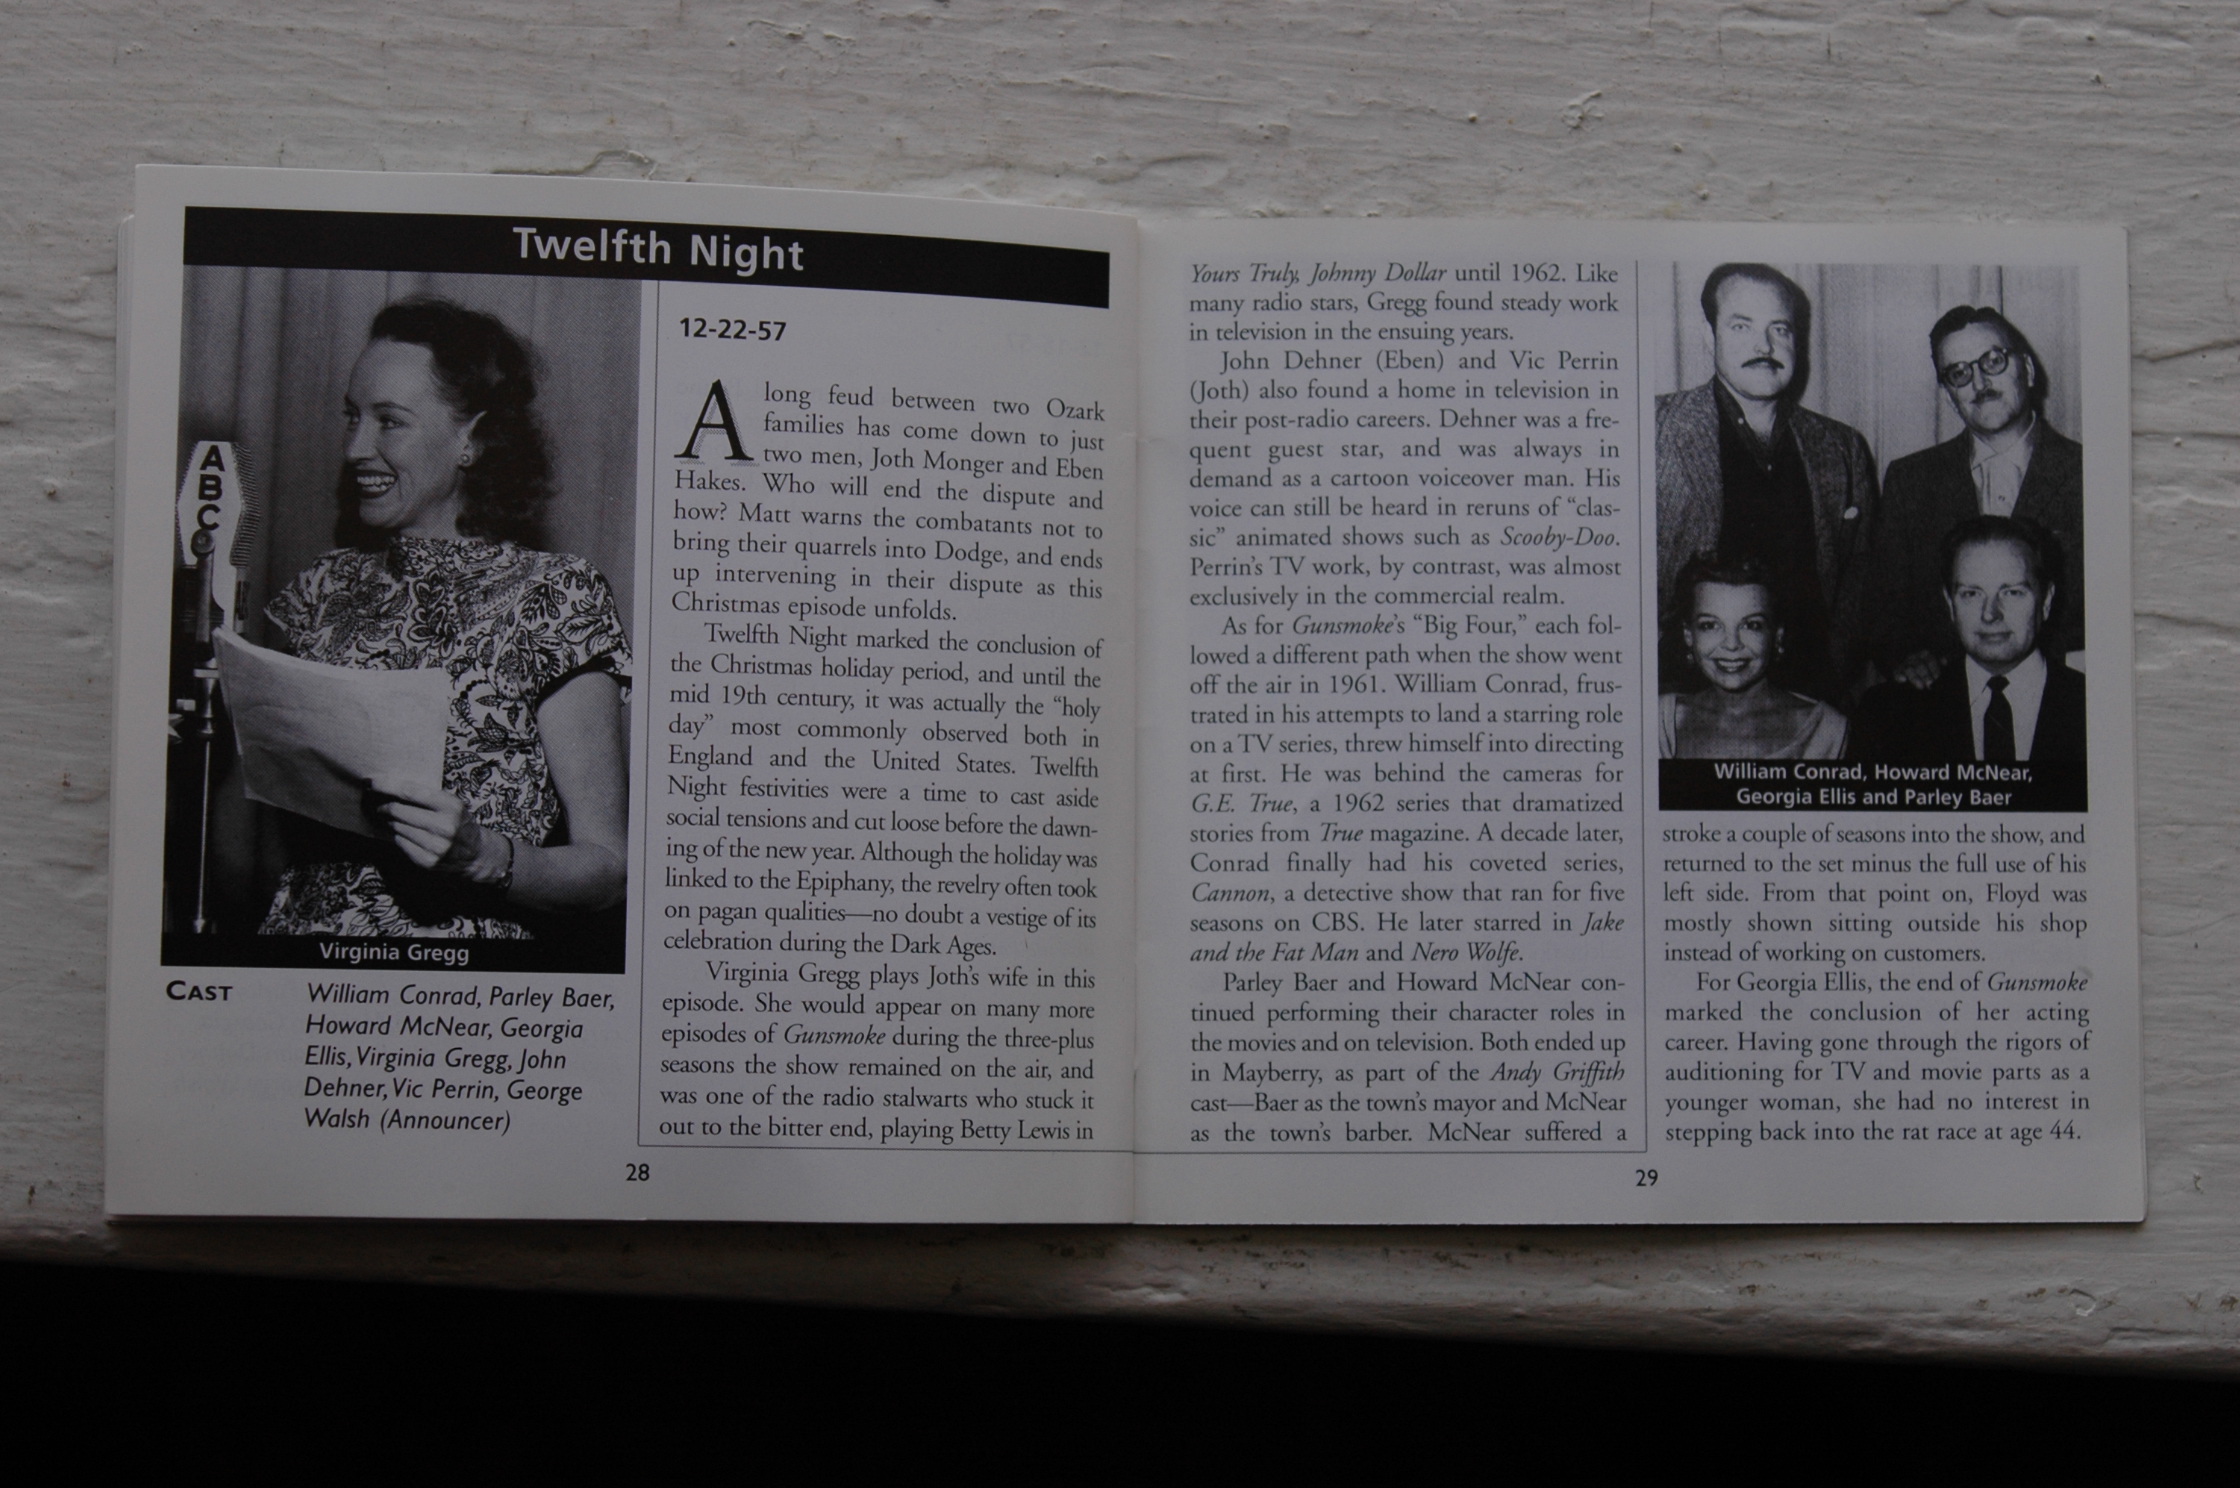 Twelfth Night
A
B
C
Virginia Gregg
CAST
William Conrad, Parley Baer,
Howard McNear, Georgia
Ellis, Virginia Gregg, John
Dehner, Vic Perrin, George
Walsh (Announcer)
12-22-57
A long feud between two Ozark
families has come down to just
two men, Joth Monger and Eben
Hakes. Who will end the dispute and
how? Matt warns the combatants not to
bring their quarrels into Dodge, and ends
up intervening in their dispute as this
Christmas episode unfolds.
Twelfth Night marked the conclusion of
the Christmas holiday period, and until the
mid 19th century, it was actually the “holy
day” most commonly observed both in
England and the United States. Twelfth
Night festivities were a time to cast aside
social tensions and cut loose before the dawn-
ing of the new year. Although the holiday was
linked to the Epiphany, the revelry often took
on pagan qualities—no doubt a vestige of its
celebration during the Dark Ages.
Virginia Gregg plays Joth’s wife in this
episode. She would appear on many more
episodes of Gunsmoke during the three-plus
seasons the show remained on the air, and
was one of the radio stalwarts who stuck it
out to the bitter end, playing Betty Lewis in
28
Yours Truly, Johnny Dollar until 1962. Like
many radio stars, Gregg found steady work
in television in the ensuing years.
John Dehner (Eben) and Vic Perrin
(Joth) also found a home in television in
their post-radio careers. Dehner was a fre-
quent guest star, and was always in
demand as a cartoon voiceover man. His
voice can still be heard in reruns of “clas-
sic” animated shows such as Scooby-Doo.
Perrin’s TV work, by contrast, was almost
exclusively in the commercial realm.
As for Gunsmoke’s “Big Four,” each fol-
lowed a different path when the show went
off the air in 1961. William Conrad, frus-
trated in his attempts to land a starring role
on a TV series, threw himself into directing
at first. He was behind the cameras for
G.E. True, a 1962 series that dramatized
stories from True magazine. A decade later,
Conrad finally had his coveted series,
Cannon, a detective show that ran for five
seasons on CBS. He later starred in Jake
and the Fat Man and Nero Wolfe.
Parley Baer and Howard McNear con-
tinued performing their character roles in
the movies and on television. Both ended up
in Mayberry, as part of the Andy Griffith
cast—Baer as the town’s mayor and McNear
as the town’s barber. McNear suffered a
William Conrad, Howard McNear,
Georgia Ellis and Parley Baer
stroke a couple of seasons into the show, and
returned to the set minus the full use of his
left side. From that point on, Floyd was
mostly shown sitting outside his shop
instead of working on customers.
For Georgia Ellis, the end of Gunsmoke
marked the conclusion of her acting
career. Having gone through the rigors of
auditioning for TV and movie parts as a
younger woman, she had no interest in
stepping back into the rat race at age 44.
29